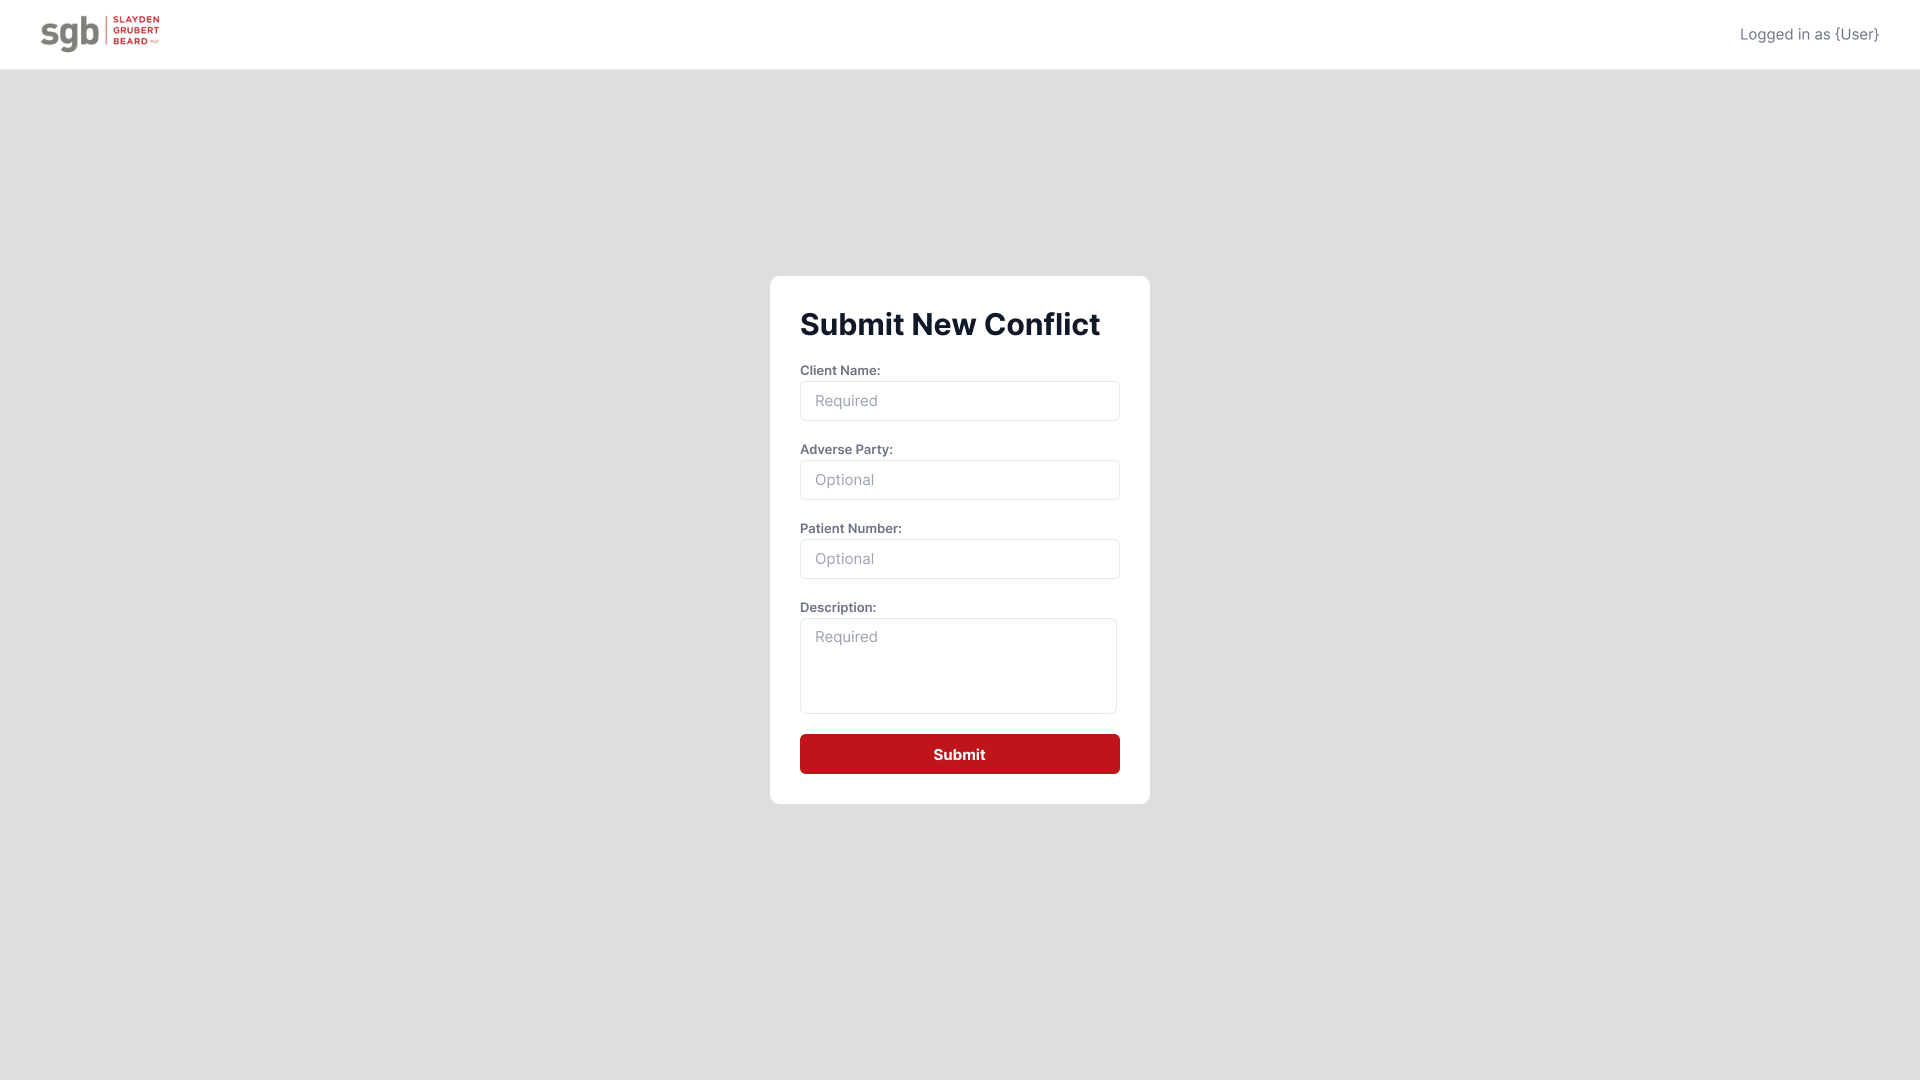 sgb
SLAYDEN
GRUBERT
BEARD PLLC
Logged in as {User}
Submit New Conflict
Client Name:
Required
Adverse Party:
Optional
Patient Number:
Optional
Description:
Required
Submit